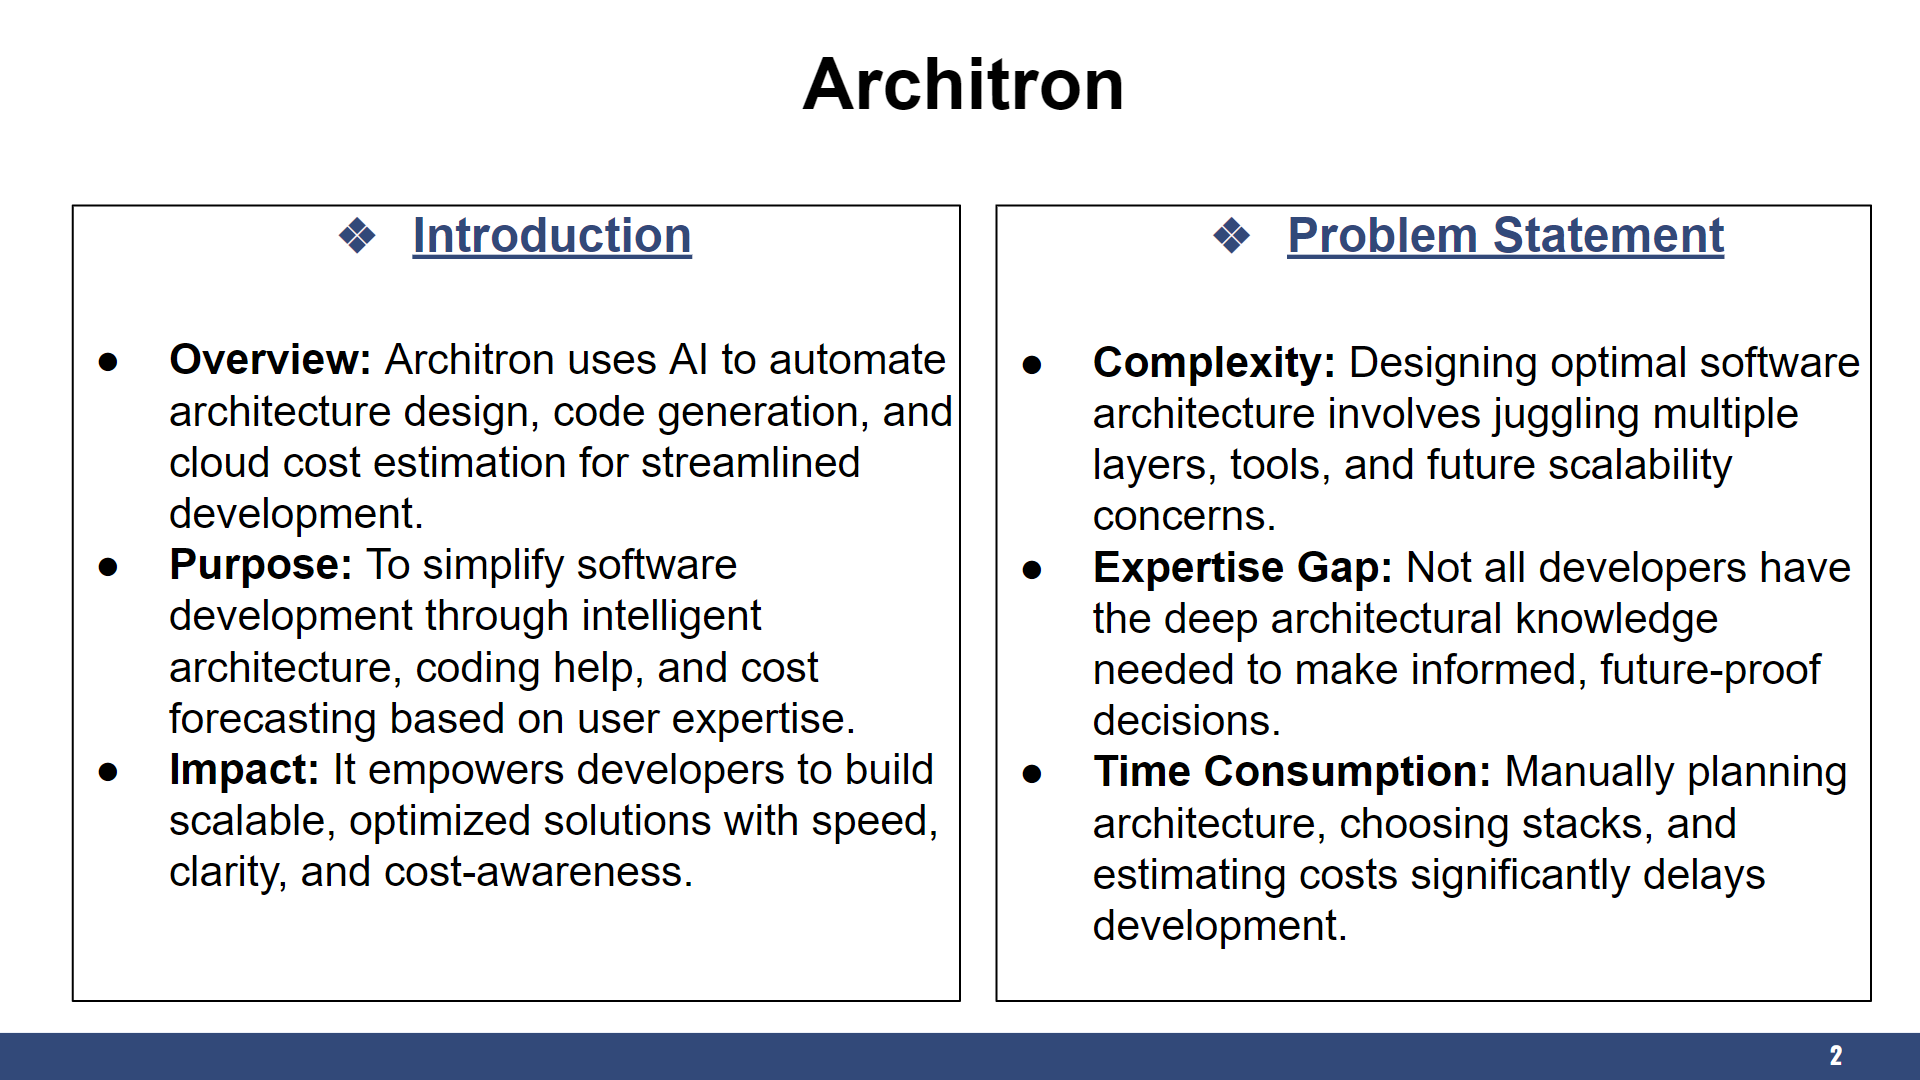 Architron
❖ Introduction
● Overview: Architron uses AI to automate
architecture design, code generation, and
cloud cost estimation for streamlined
development.
● Purpose: To simplify software
development through intelligent
architecture, coding help, and cost
forecasting based on user expertise.
● Impact: It empowers developers to build
scalable, optimized solutions with speed,
clarity, and cost-awareness.
❖ Problem Statement
● Complexity: Designing optimal software
architecture involves juggling multiple
layers, tools, and future scalability
concerns.
● Expertise Gap: Not all developers have
the deep architectural knowledge
needed to make informed, future-proof
decisions.
● Time Consumption: Manually planning
architecture, choosing stacks, and
estimating costs significantly delays
development.
2